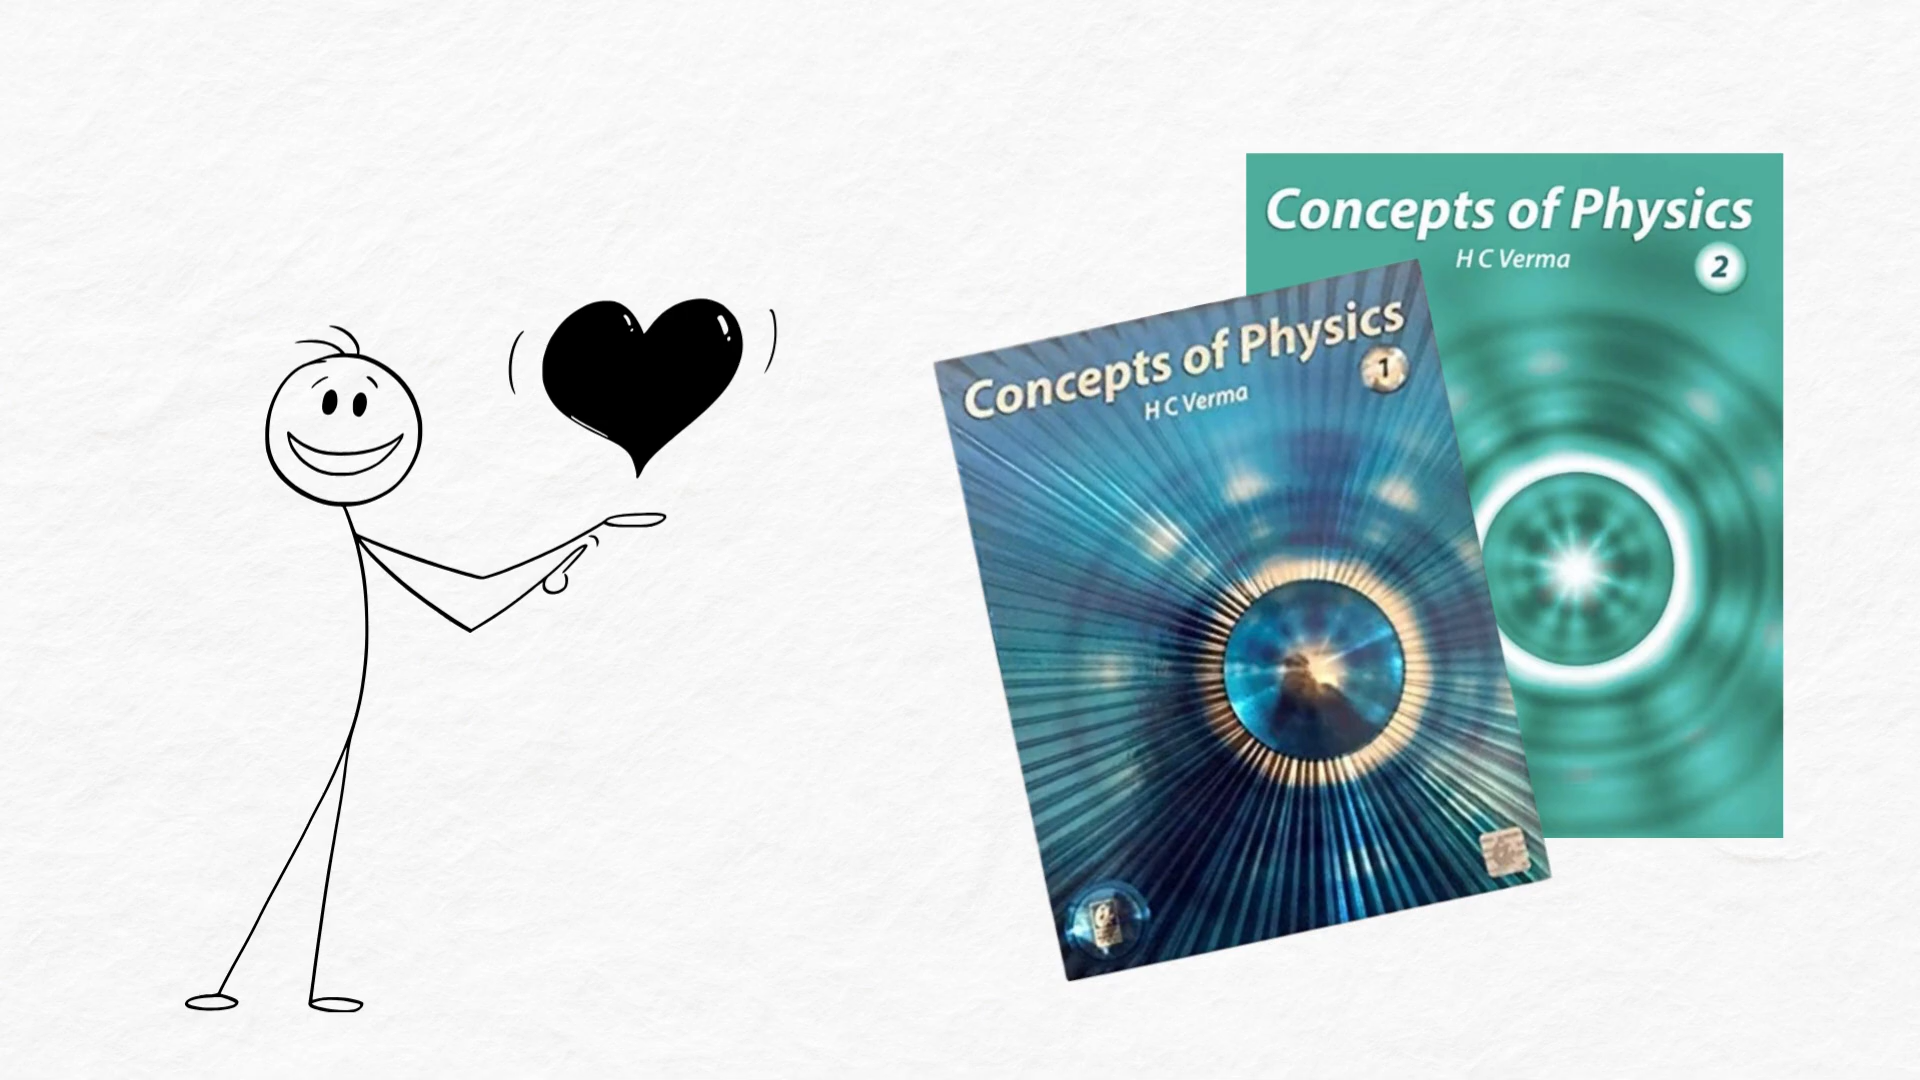 Concepts of Physics
H C Verma
1
Concepts of Physics
H C Verma
2